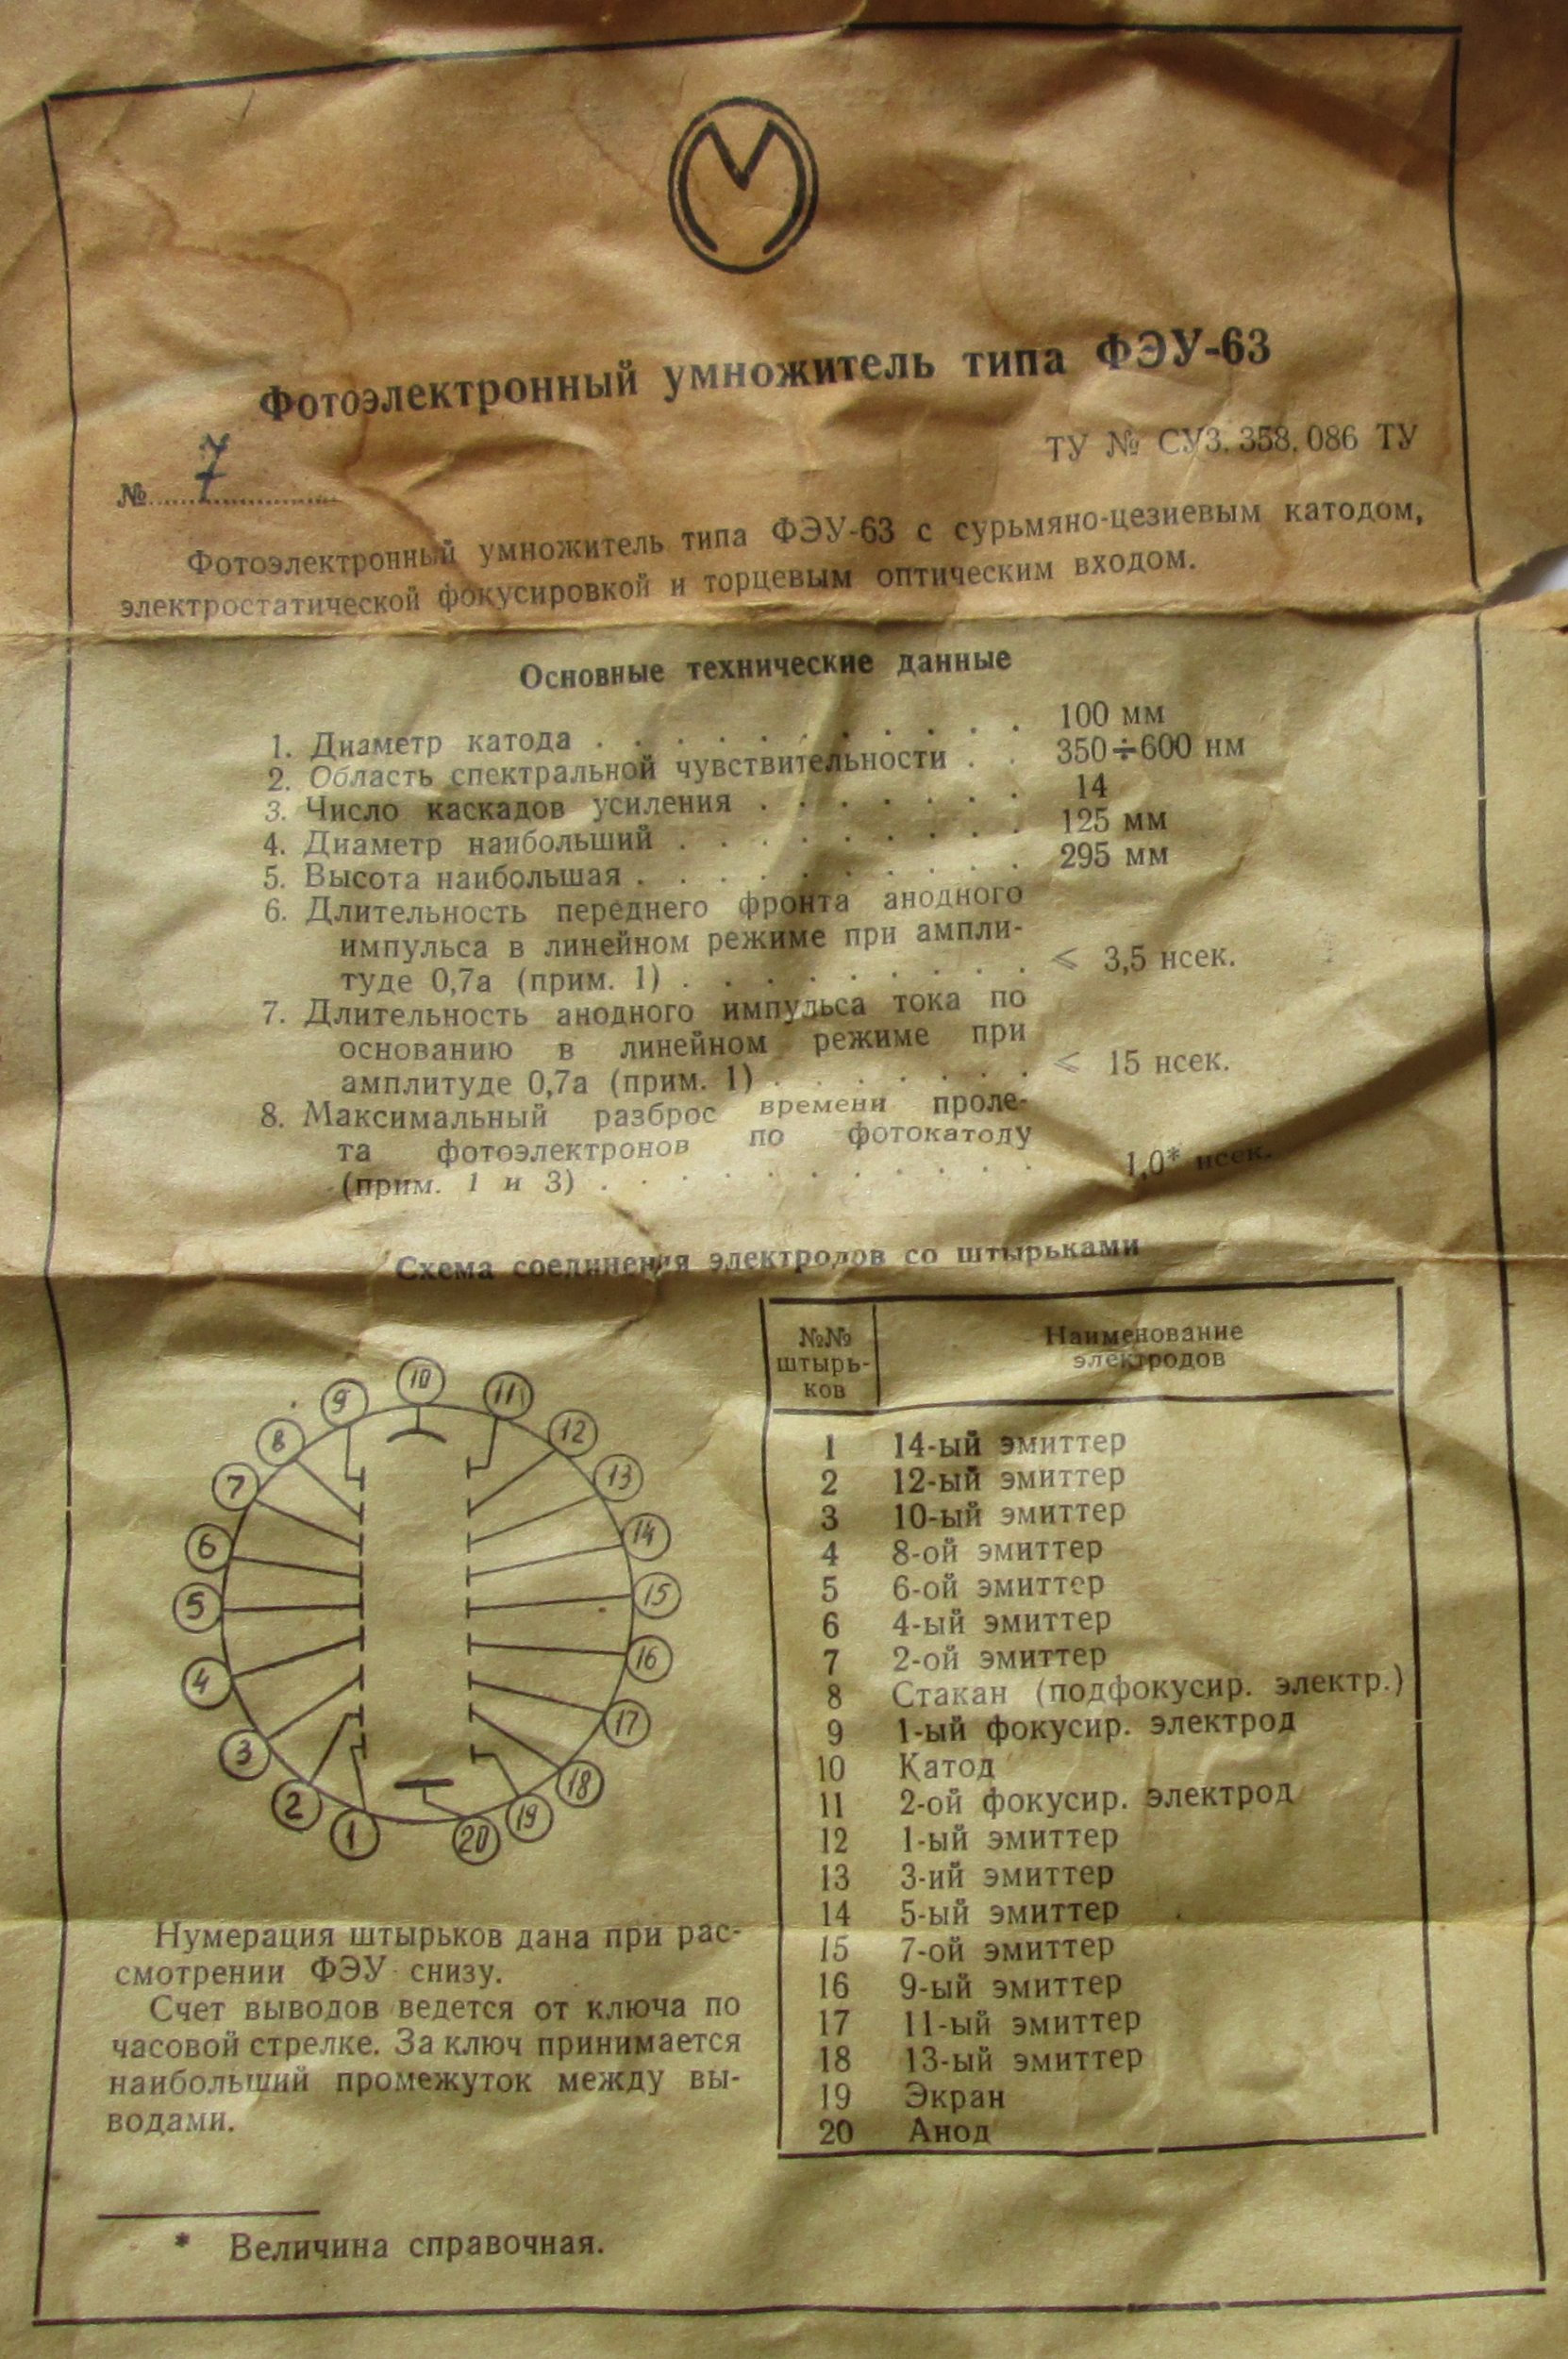 Фотоэлектронный умножитель типа ФЭУ-63
ТУ № СУ3.358.086 ТУ
№ 7
Фотоэлектронный умножитель типа ФЭУ-63 с сурьмяно-цезиевым катодом,
электростатической фокусировкой и торцевым оптическим входом.
Основные технические данные
1. Диаметр катода . . . . . . . . . . . 100 мм
2. Область спектральной чувствительности . . 350÷600 нм
3. Число каскадов усиления . . . . . . . 14
4. Диаметр наибольший . . . . . . . . . 125 мм
5. Высота наибольшая . . . . . . . . . . 295 мм
6. Длительность переднего фронта анодного
импульса в линейном режиме при ампли-
туде 0,7а (прим. 1) . . . . . . . . . ⩽ 3,5 нсек.
7. Длительность анодного импульса тока по
основанию в линейном режиме при
амплитуде 0,7а (прим. 1) . . . . . . . ⩽ 15 нсек.
8. Максимальный разброс времени проле-
та фотоэлектронов по фотокатоду
(прим. 1 и 3) . . . . . . . . . . . 1,0* нсек.
Схема соединения электродов со штырьками
1
2
3
4
5
6
7
8
9
10
11
12
13
14
15
16
17
18
19
20
Нумерация штырьков дана при рас-
смотрении ФЭУ снизу.
Счет выводов ведется от ключа по
часовой стрелке. За ключ принимается
наибольший промежуток между вы-
водами.
№№
штырь-
ков
Наименование
электродов
1 14-ый эмиттер
2 12-ый эмиттер
3 10-ый эмиттер
4 8-ой эмиттер
5 6-ой эмиттер
6 4-ый эмиттер
7 2-ой эмиттер
8 Стакан (подфокусир. электр.)
9 1-ый фокусир. электрод
10 Катод
11 2-ой фокусир. электрод
12 1-ый эмиттер
13 3-ий эмиттер
14 5-ый эмиттер
15 7-ой эмиттер
16 9-ый эмиттер
17 11-ый эмиттер
18 13-ый эмиттер
19 Экран
20 Анод
* Величина справочная.